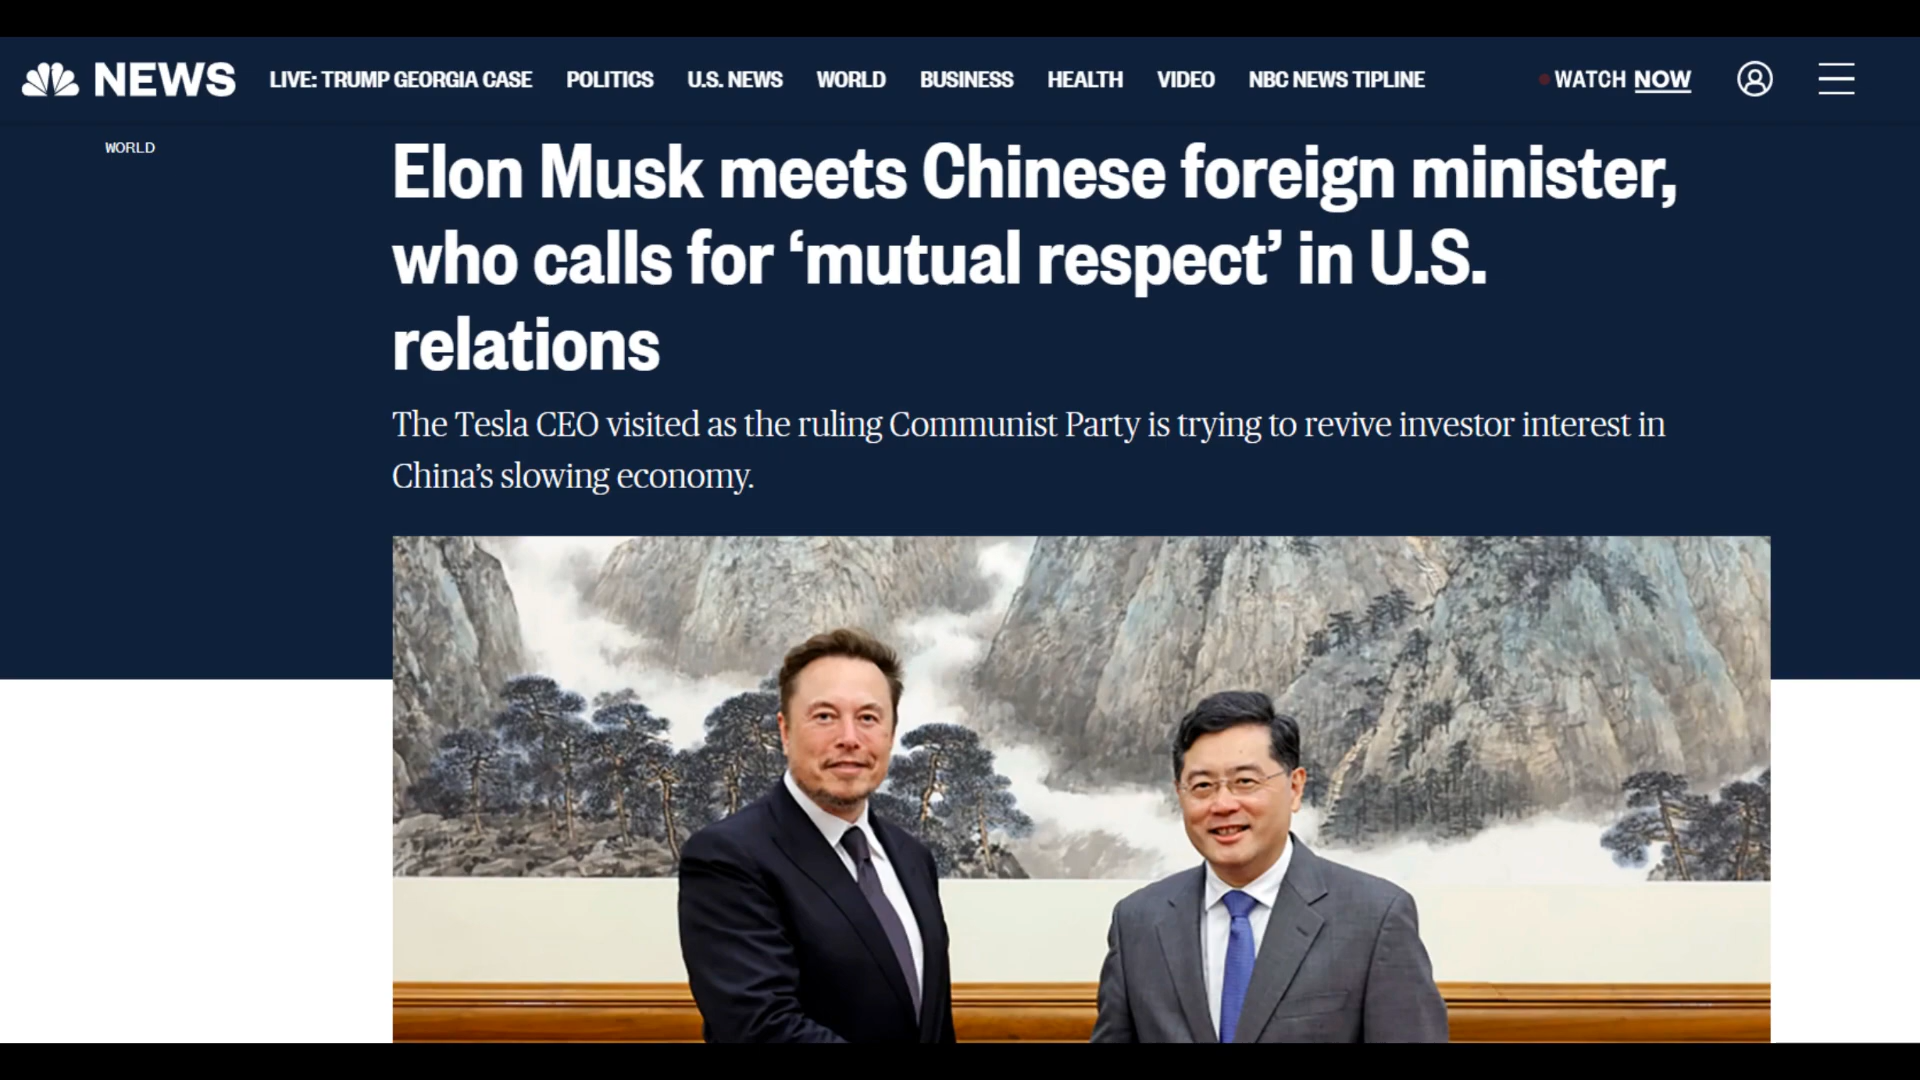 NEWS LIVE: TRUMP GEORGIA CASE POLITICS U.S. NEWS WORLD BUSINESS HEALTH VIDEO NBC NEWS TIPLINE WATCH NOW
WORLD
Elon Musk meets Chinese foreign minister,
who calls for ‘mutual respect’ in U.S.
relations
The Tesla CEO visited as the ruling Communist Party is trying to revive investor interest in
China’s slowing economy.